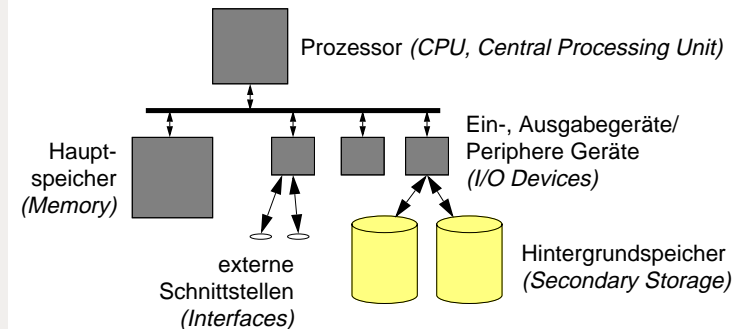 Prozessor (CPU, Central Processing Unit)
Haupt-
speicher
(Memory)
Ein-, Ausgabegeräte/
Periphere Geräte
(I/O Devices)
externe
Schnittstellen
(Interfaces)
Hintergrundspeicher
(Secondary Storage)